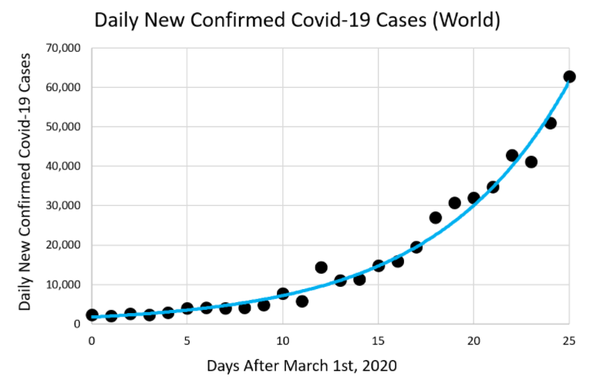 Daily New Confirmed Covid-19 Cases (World)
Daily New Confirmed Covid-19 Cases
70,000
60,000
50,000
40,000
30,000
20,000
10,000
0
0 5 10 15 20 25
Days After March 1st, 2020